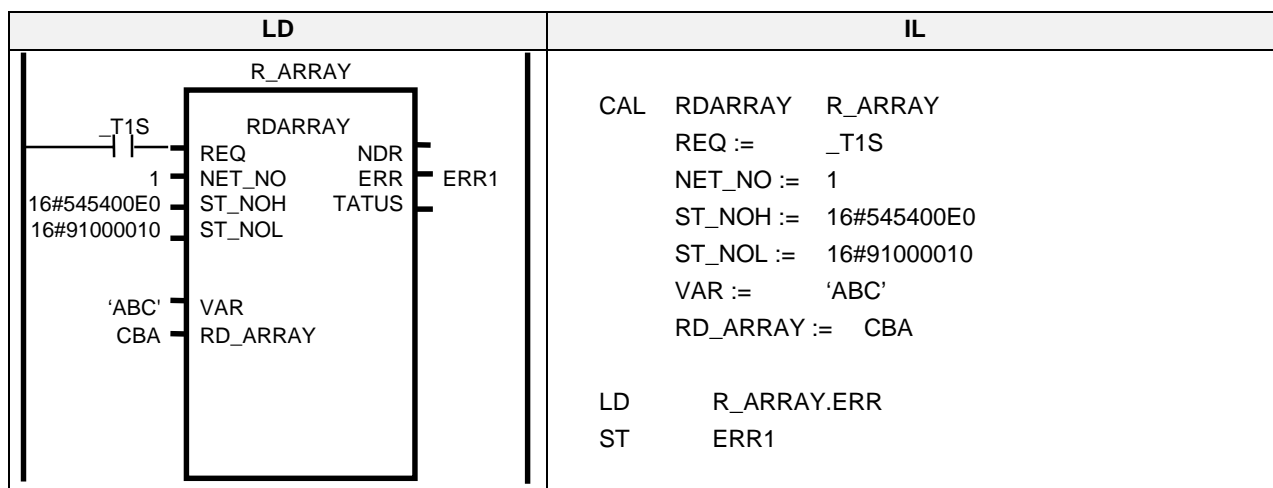 LD IL
R_ARRAY
_T1S RDARRAY
REQ NDR
1 NET_NO ERR ERR1
16#545400E0 ST_NOH TATUS
16#91000010 ST_NOL
‘ABC' VAR
CBA RD_ARRAY
CAL RDARRAY R_ARRAY
REQ := _T1S
NET_NO := 1
ST_NOH := 16#545400E0
ST_NOL := 16#91000010
VAR := ‘ABC’
RD_ARRAY := CBA
LD R_ARRAY.ERR
ST ERR1